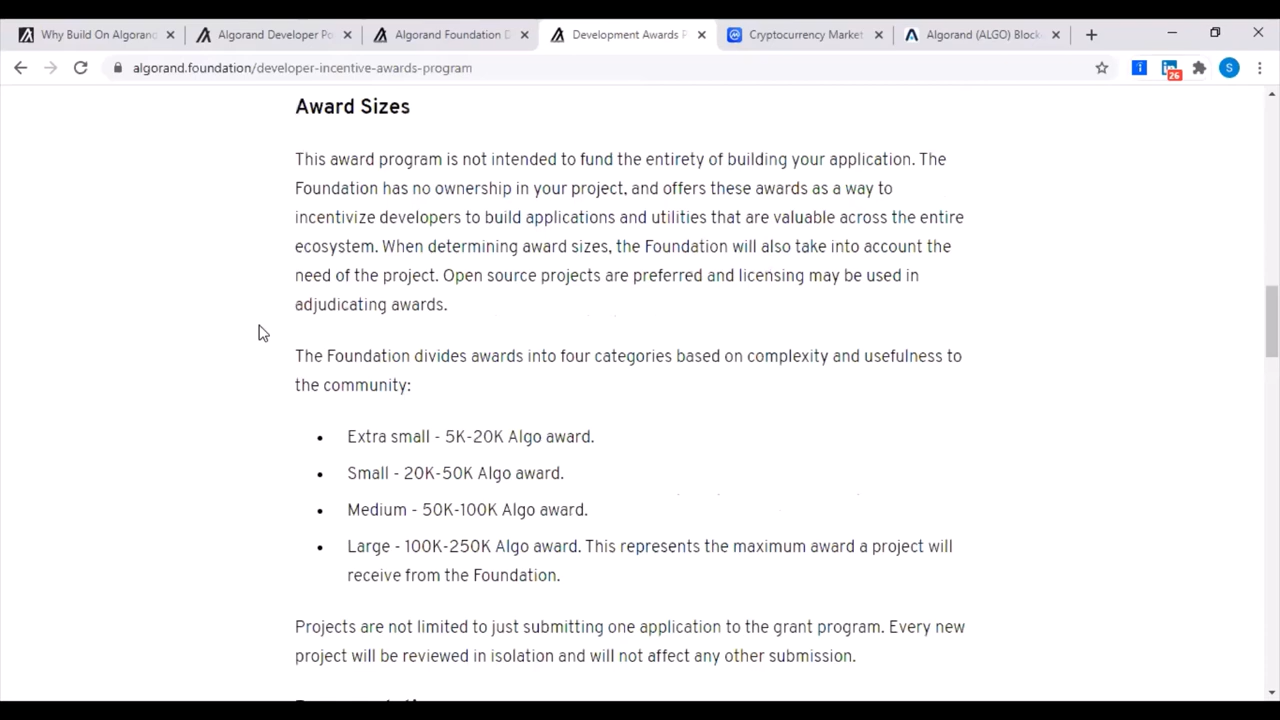 Why Build On Algorand
Algorand Developer Po
Algorand Foundation D
Development Awards P
Cryptocurrency Market
Algorand (ALGO) Block
algorand.foundation/developer-incentive-awards-program
26
S
Award Sizes
This award program is not intended to fund the entirety of building your application. The
Foundation has no ownership in your project, and offers these awards as a way to
incentivize developers to build applications and utilities that are valuable across the entire
ecosystem. When determining award sizes, the Foundation will also take into account the
need of the project. Open source projects are preferred and licensing may be used in
adjudicating awards.
The Foundation divides awards into four categories based on complexity and usefulness to
the community:
• Extra small - 5K-20K Algo award.
• Small - 20K-50K Algo award.
• Medium - 50K-100K Algo award.
• Large - 100K-250K Algo award. This represents the maximum award a project will
receive from the Foundation.
Projects are not limited to just submitting one application to the grant program. Every new
project will be reviewed in isolation and will not affect any other submission.